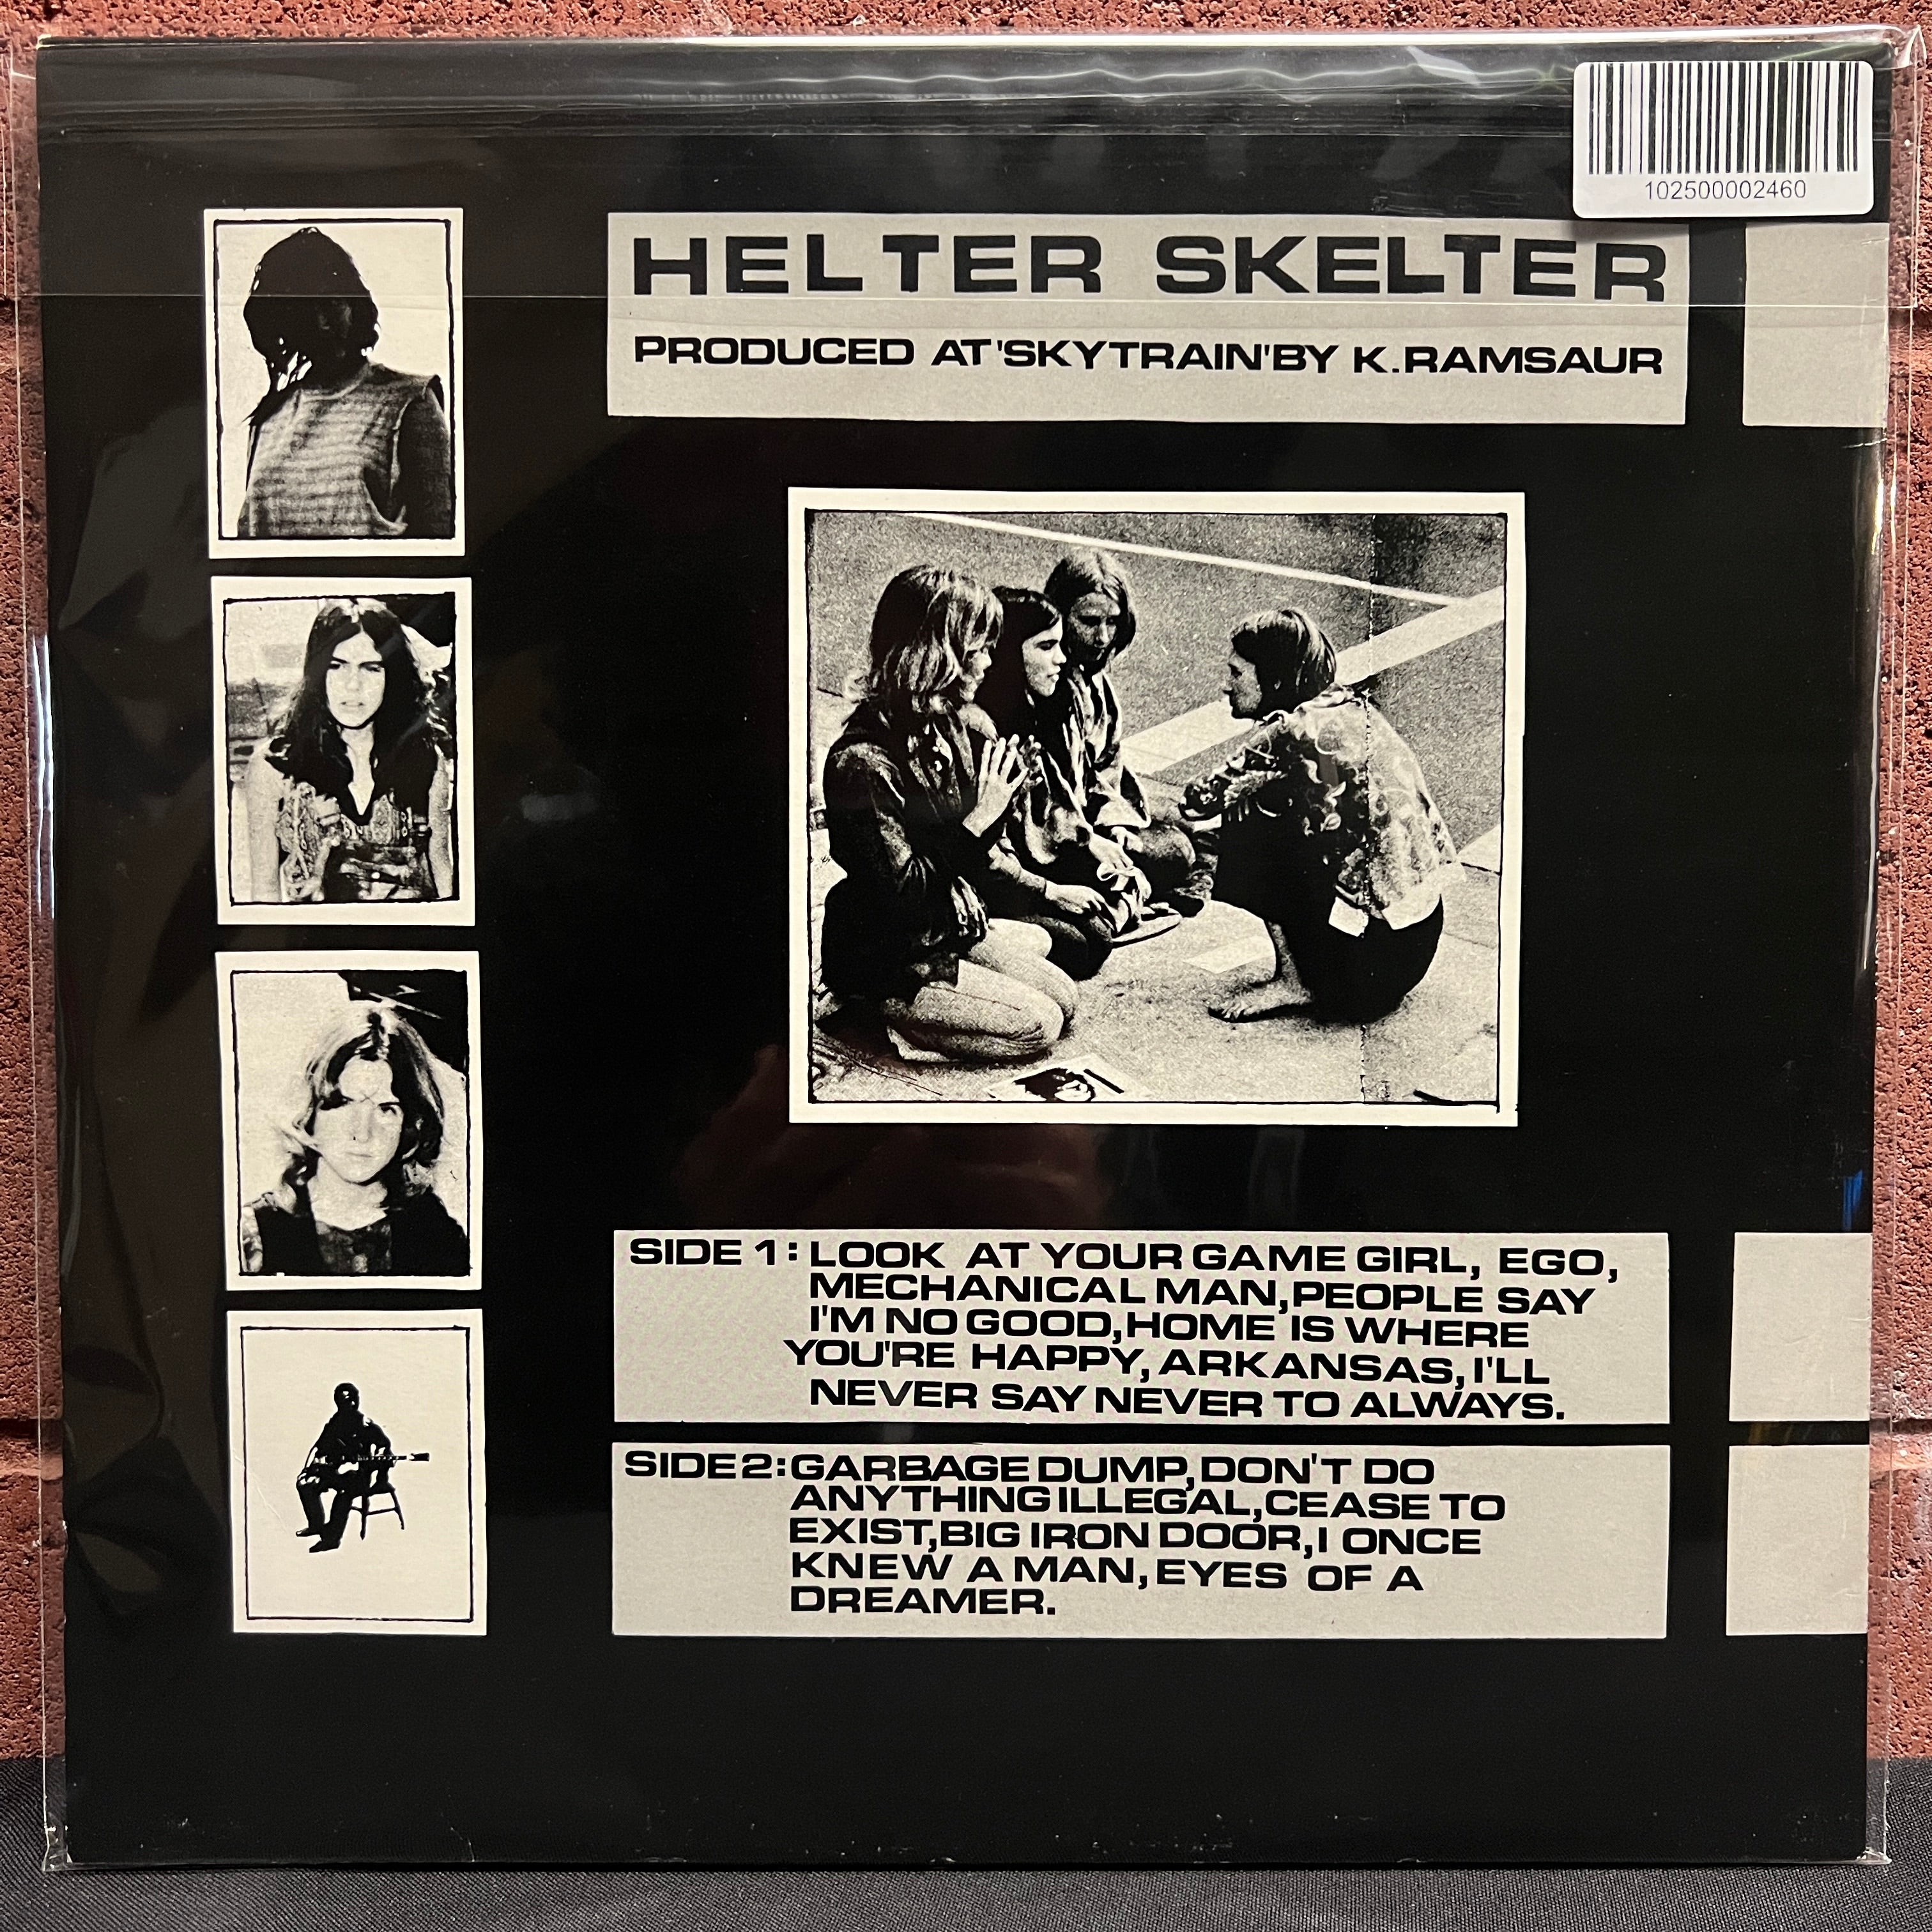 102500002460
HELTER SKELTER
PRODUCED AT 'SKYTRAIN' BY K. RAMSAUR
SIDE 1: LOOK AT YOUR GAME GIRL, EGO,
MECHANICAL MAN, PEOPLE SAY
I'M NO GOOD, HOME IS WHERE
YOU'RE HAPPY, ARKANSAS, I'LL
NEVER SAY NEVER TO ALWAYS.
SIDE 2: GARBAGE DUMP, DON'T DO
ANYTHING ILLEGAL, CEASE TO
EXIST, BIG IRON DOOR, I ONCE
KNEW A MAN, EYES OF A
DREAMER.